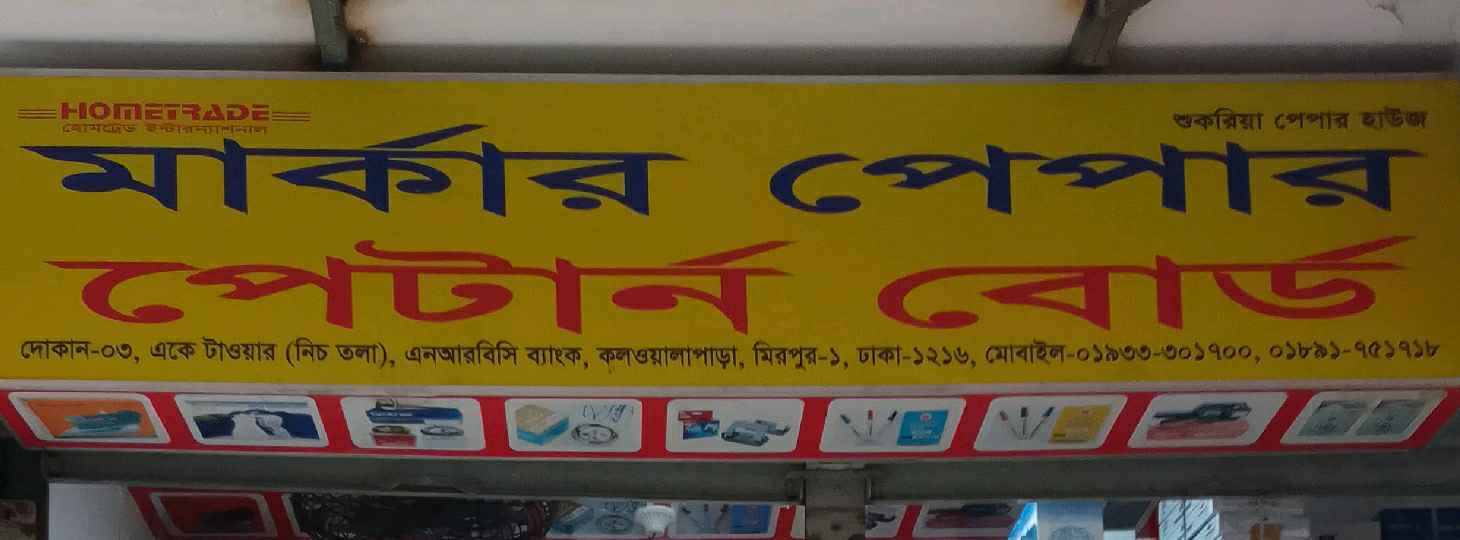 HOMETRADE
হোমট্রেড ইন্টারন্যাশনাল
শুকরিয়া পেপার হাউজ
মার্কার পেপার
পেটার্ন বোর্ড
দোকান-০৩, একে টাওয়ার (নিচ তলা), এনআরবিসি ব্যাংক, কলওয়ালাপাড়া, মিরপুর-১, ঢাকা-১২১৬, মোবাইল-০১৯৩৩-৩০১৭০০, ০১৮৯১-৭৫১৭১৮